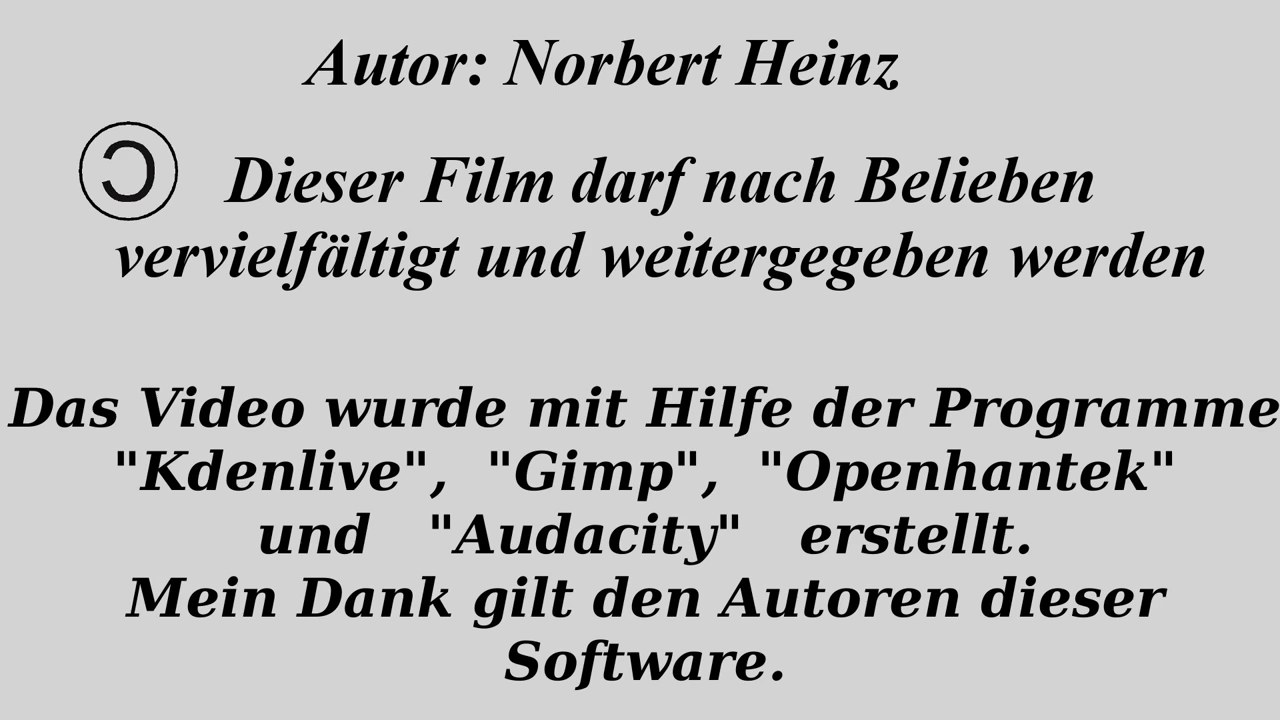 Autor: Norbert Heinz
Dieser Film darf nach Belieben
vervielfältigt und weitergegeben werden
Das Video wurde mit Hilfe der Programme
"Kdenlive", "Gimp", "Openhantek"
und "Audacity" erstellt.
Mein Dank gilt den Autoren dieser
Software.